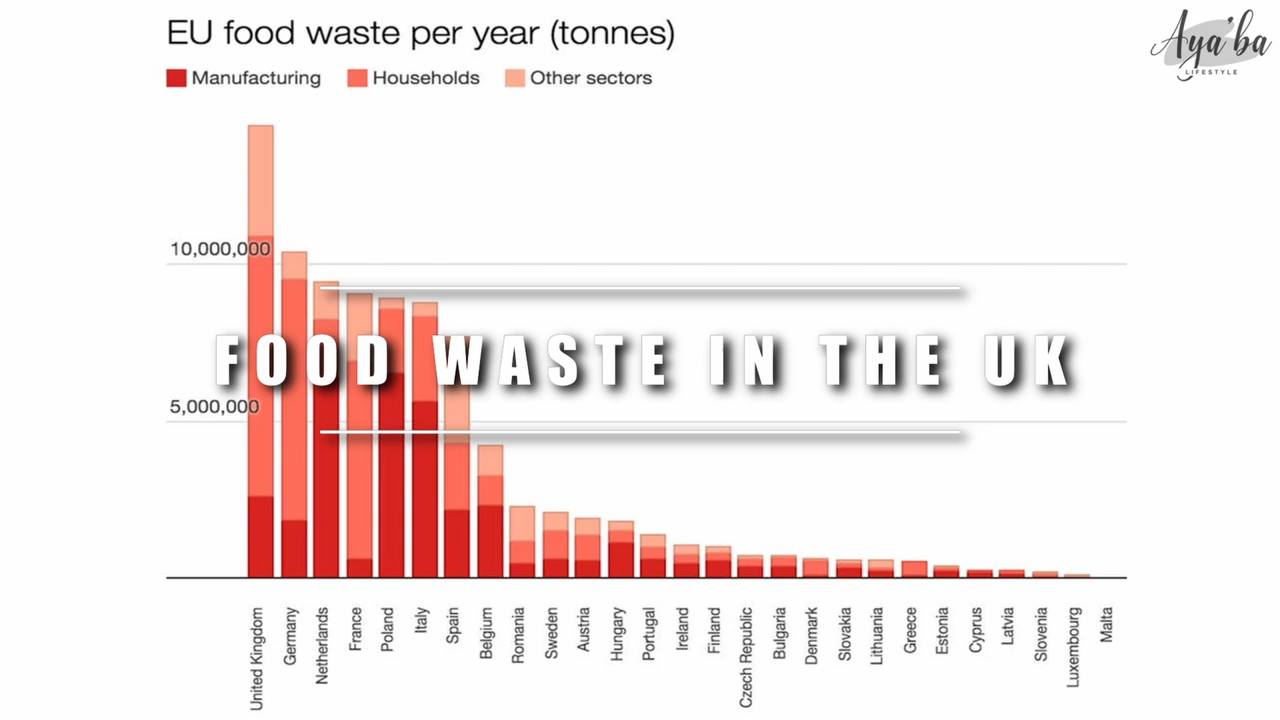 EU food waste per year (tonnes)
Aya'ba
LIFESTYLE
Manufacturing Households Other sectors
10,000,000
FOOD WASTE IN THE UK
5,000,000
United Kingdom
Germany
Netherlands
France
Poland
Italy
Spain
Belgium
Romania
Sweden
Austria
Hungary
Portugal
Ireland
Finland
Czech Republic
Bulgaria
Denmark
Slovakia
Lithuania
Greece
Estonia
Cyprus
Latvia
Slovenia
Luxembourg
Malta